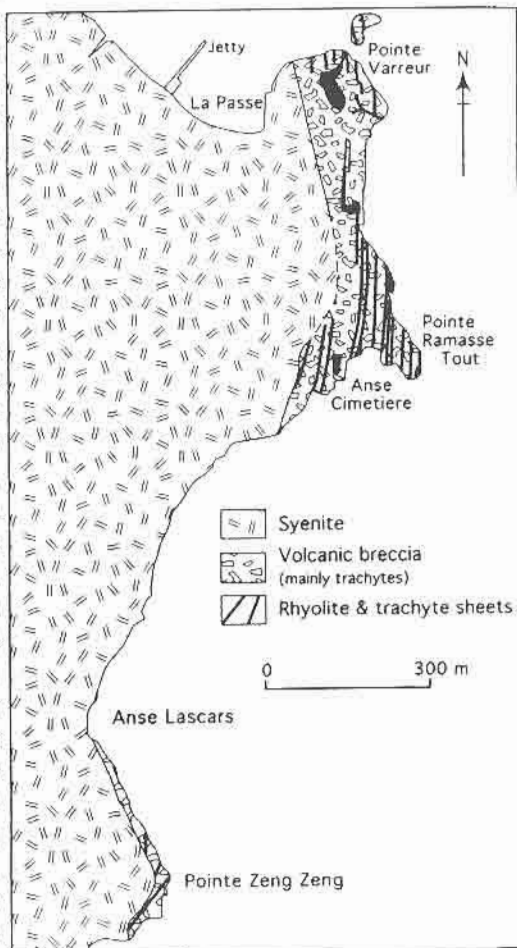 Pointe
Varreur
Jetty
La Passe
N
Pointe
Ramasse
Tout
Anse
Cimetiere
Syenite
Volcanic breccia
(mainly trachytes)
Rhyolite & trachyte sheets
0 300 m
Anse Lascars
Pointe Zeng Zeng